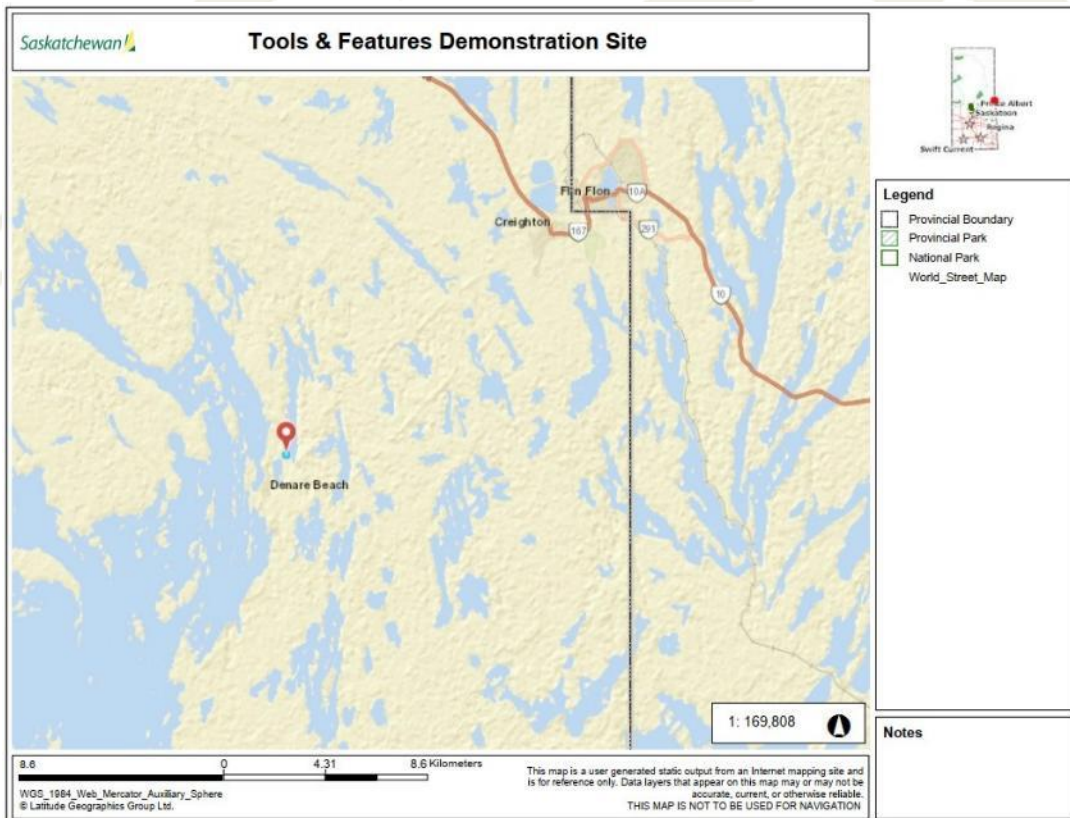 Saskatchewan
Tools & Features Demonstration Site
Prince Albert
Saskatoon
Regina
Swift Current
Legend
Provincial Boundary
Provincial Park
National Park
World_Street_Map
Flin Flon
10A
Creighton
167
291
10
Denare Beach
1: 169,808
Notes
8.6 0 4.31 8.6 Kilometers
WGS_1984_Web_Mercator_Auxiliary_Sphere
© Latitude Geographics Group Ltd.
This map is a user generated static output from an Internet mapping site and
is for reference only. Data layers that appear on this map may or may not be
accurate, current, or otherwise reliable.
THIS MAP IS NOT TO BE USED FOR NAVIGATION